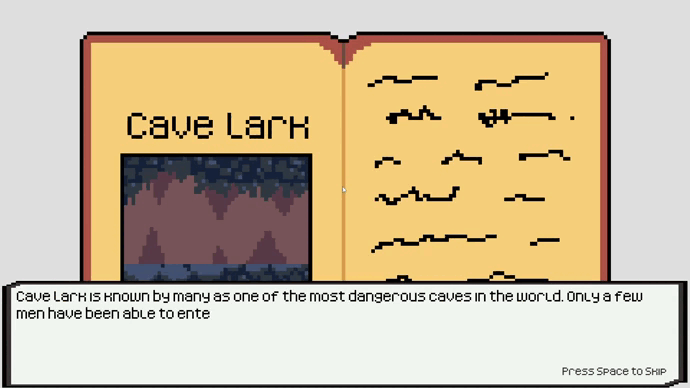 Cave Lark
Cave Lark is known by many as one of the most dangerous caves in the world. Only a few
men have been able to ente
Press Space to Skip